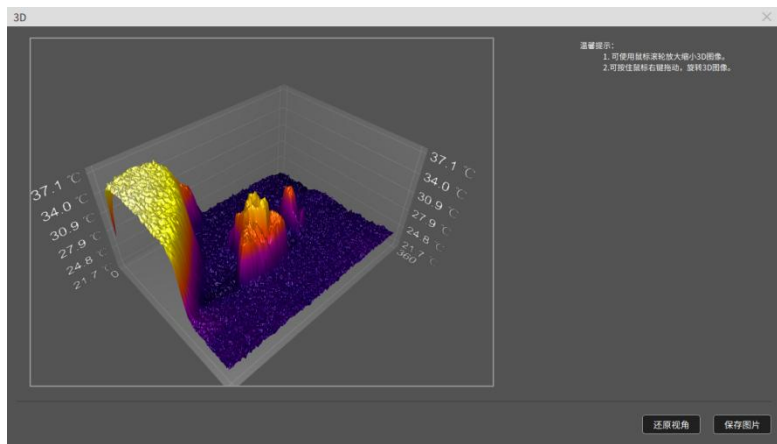 3D
温馨提示:
1. 可使用鼠标滚轮放大缩小3D图像。
2.可按住鼠标右键拖动，旋转3D图像。
37.1 ℃
34.0 ℃
30.9 ℃
27.9 ℃
24.8 ℃
21.7 ℃
0
37.1 ℃
34.0 ℃
30.9 ℃
27.9 ℃
24.8 ℃
21.7 ℃
360
还原视角
保存图片